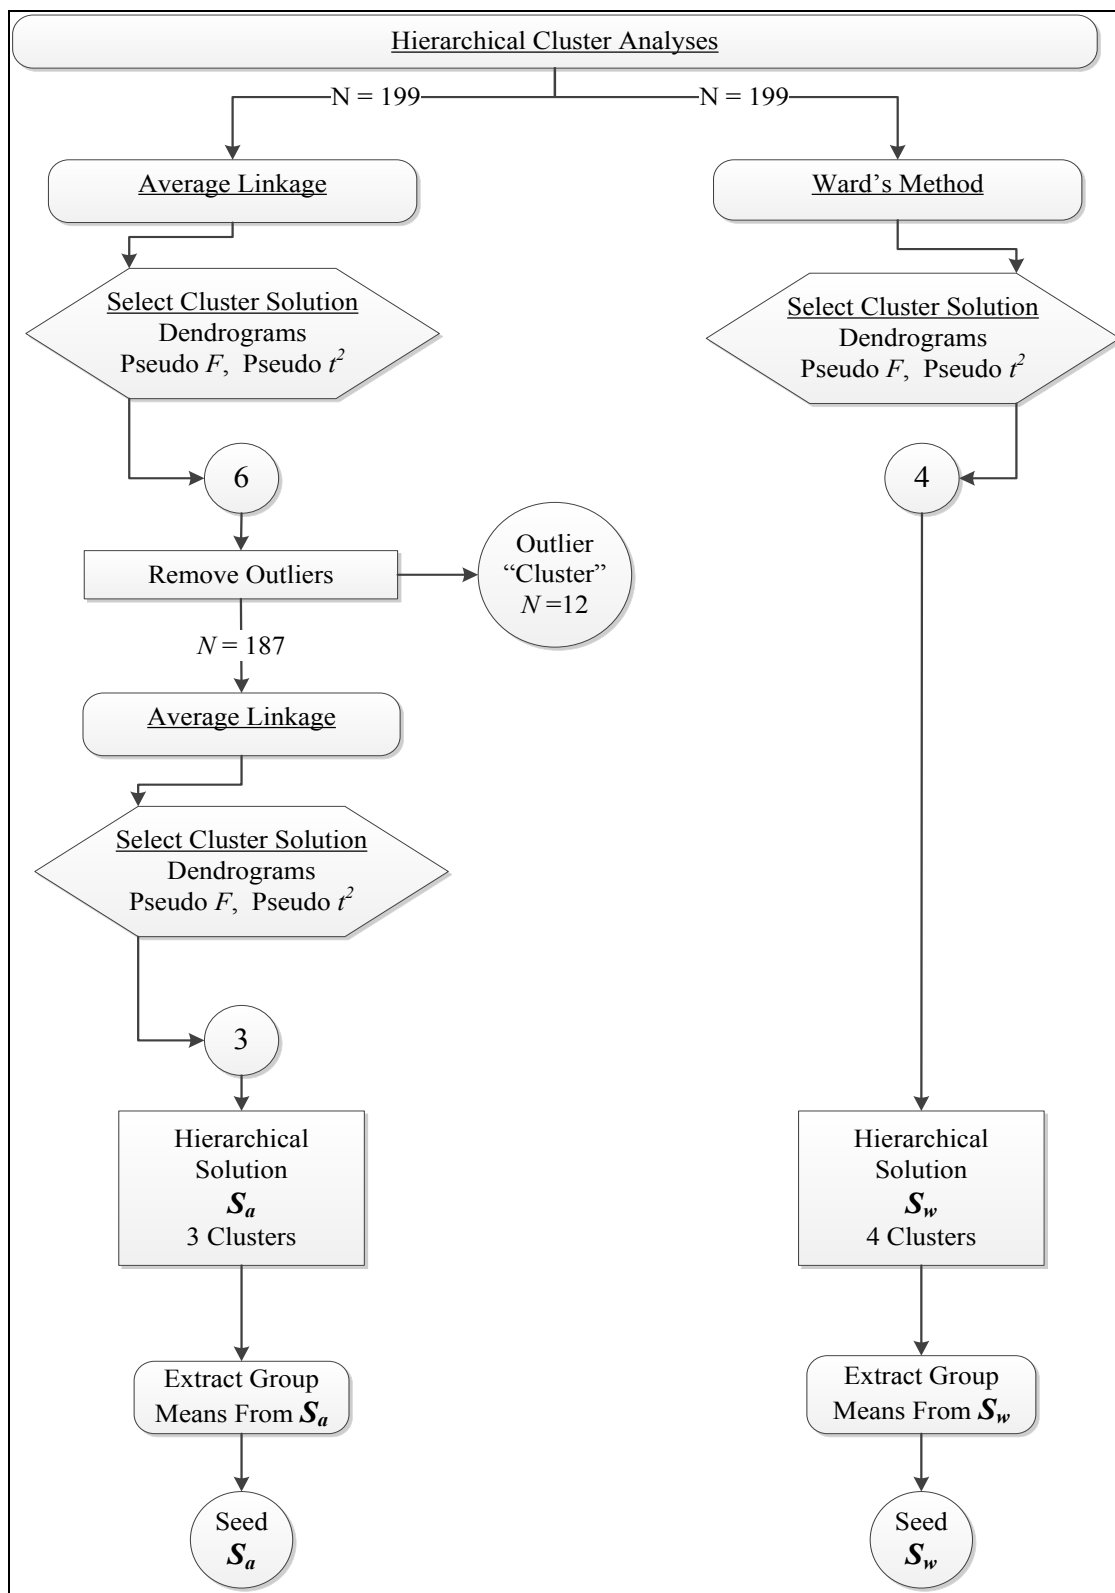 Hierarchical Cluster Analyses
N = 199
N = 199
Average Linkage
Ward's Method
Select Cluster Solution
Dendrograms
Pseudo F, Pseudo t²
Select Cluster Solution
Dendrograms
Pseudo F, Pseudo t²
6
4
Remove Outliers
Outlier
“Cluster”
N =12
N = 187
Average Linkage
Select Cluster Solution
Dendrograms
Pseudo F, Pseudo t²
3
Hierarchical
Solution
Sa
3 Clusters
Hierarchical
Solution
Sw
4 Clusters
Extract Group
Means From Sa
Extract Group
Means From Sw
Seed
Sa
Seed
Sw